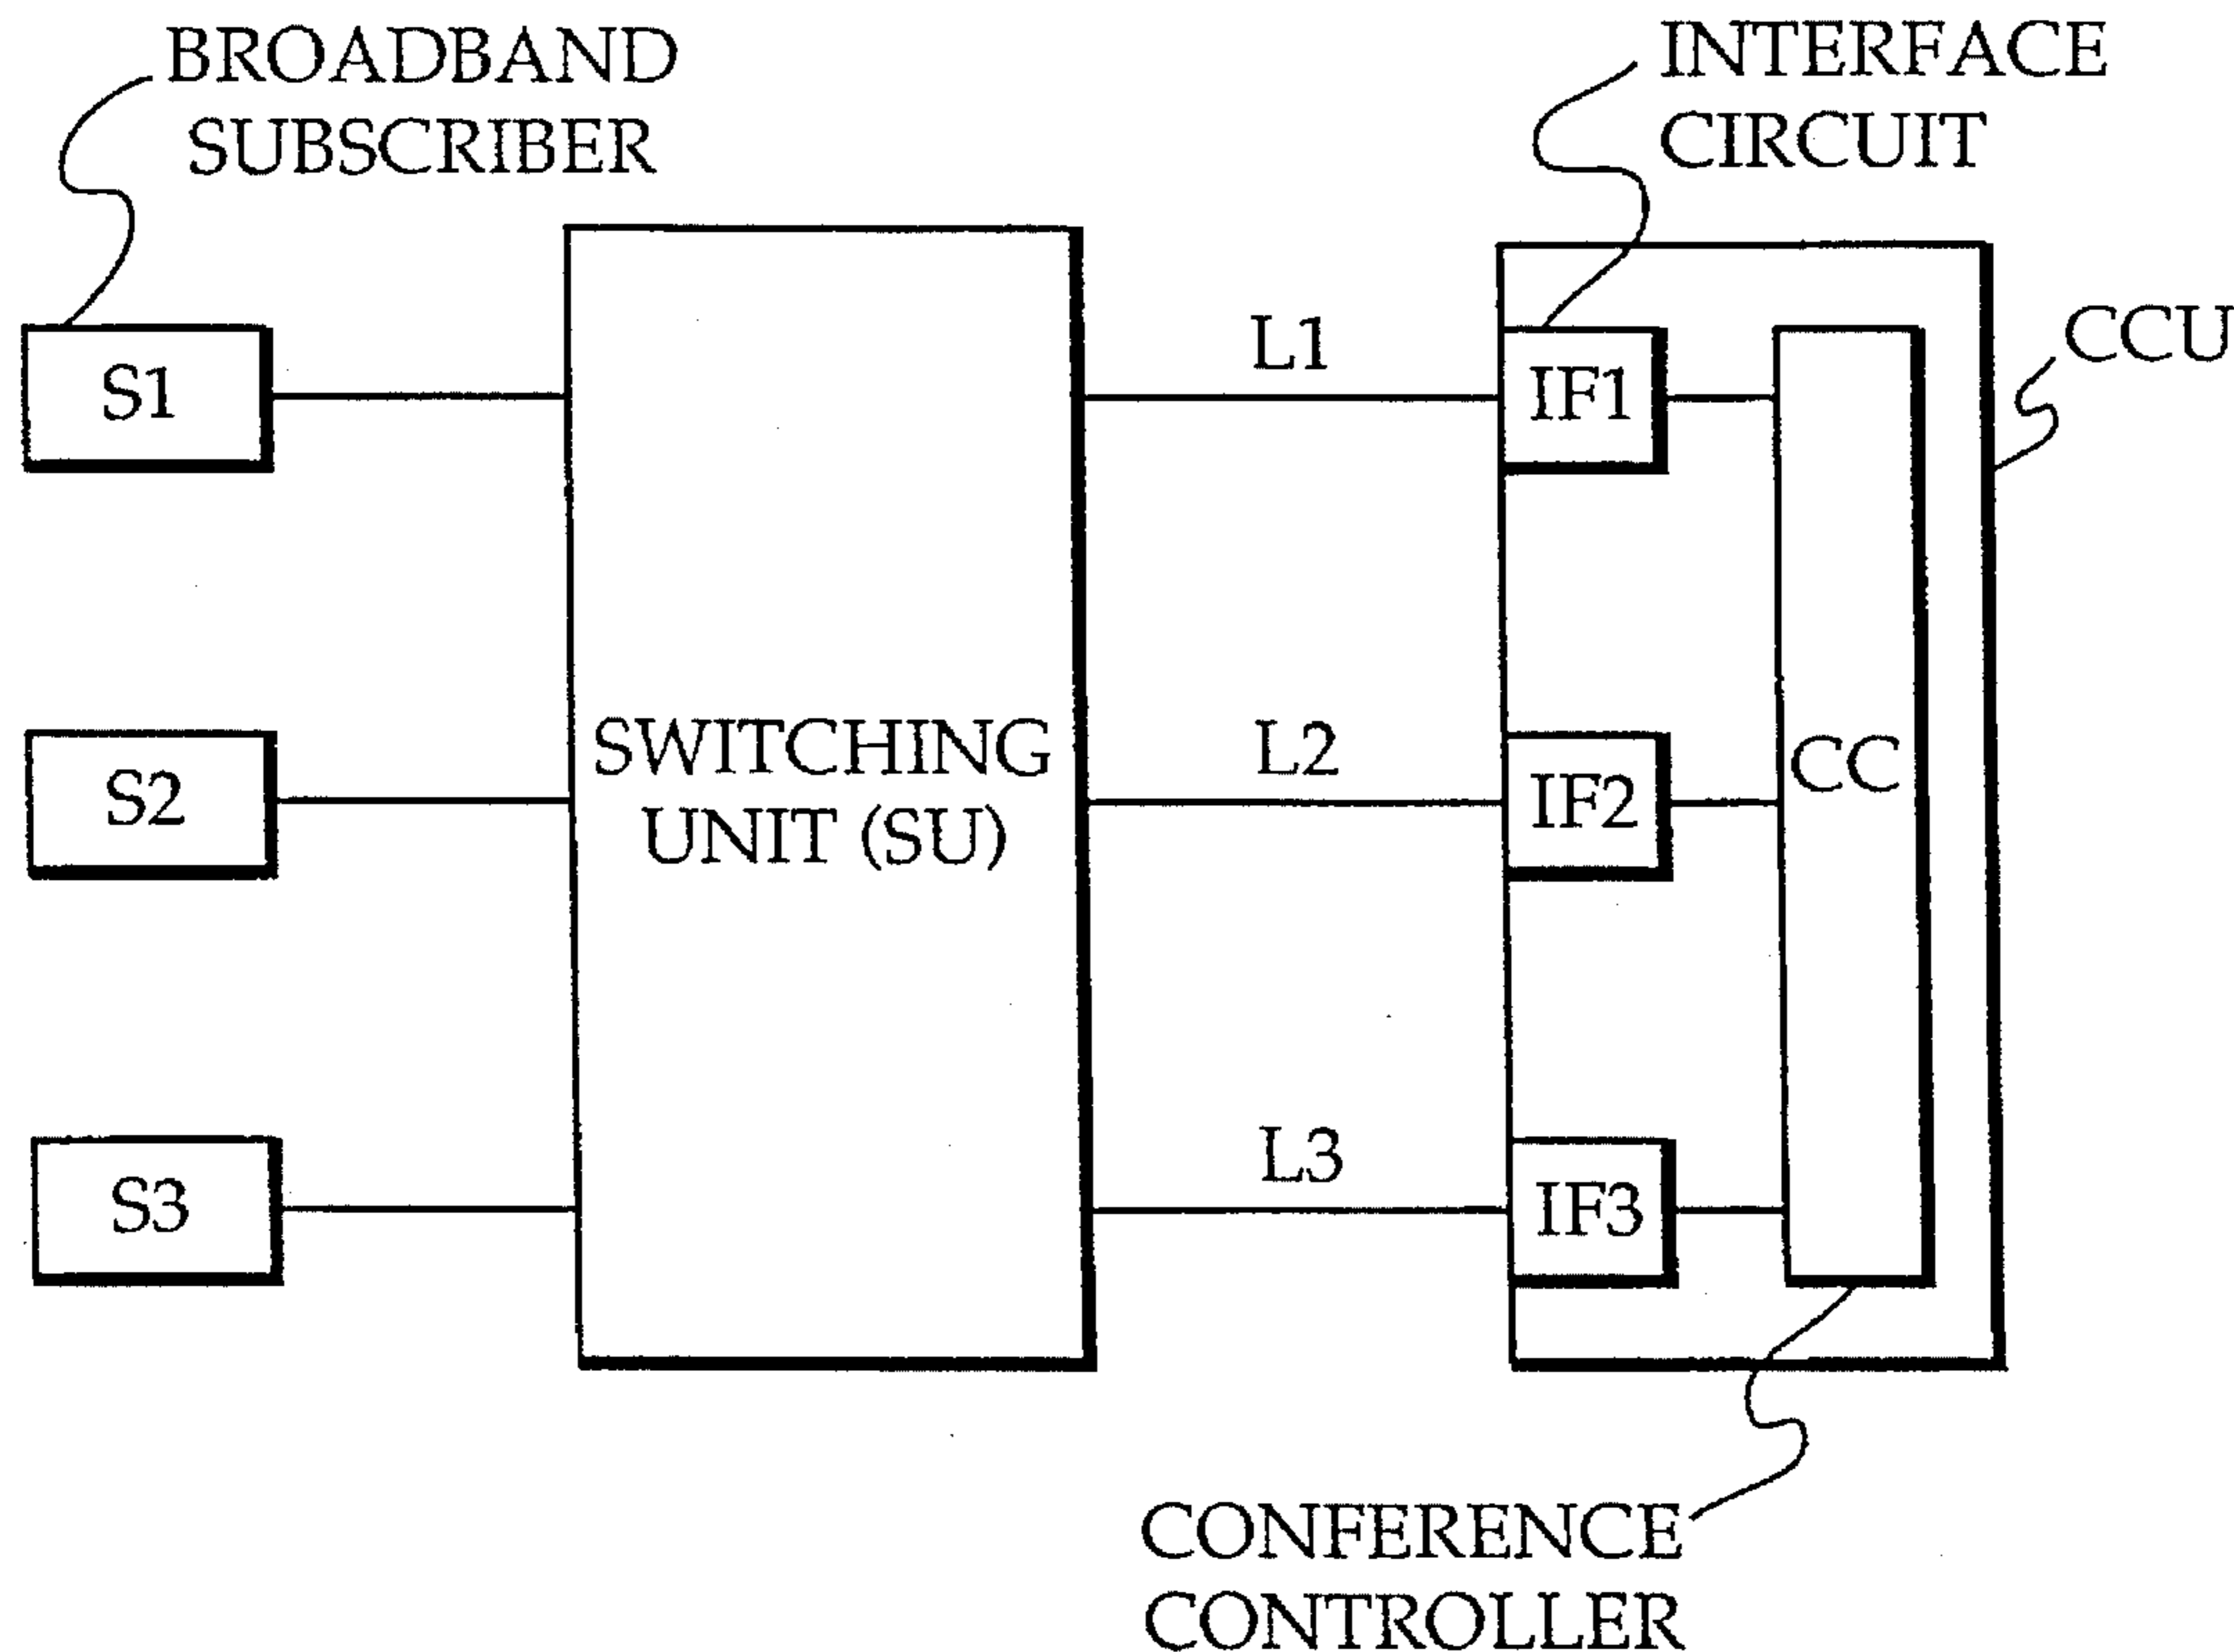 BROADBAND
SUBSCRIBER
INTERFACE
CIRCUIT
CCU
S1
L1
IF1
S2
SWITCHING
UNIT (SU)
L2
IF2
CC
S3
L3
IF3
CONFERENCE
CONTROLLER